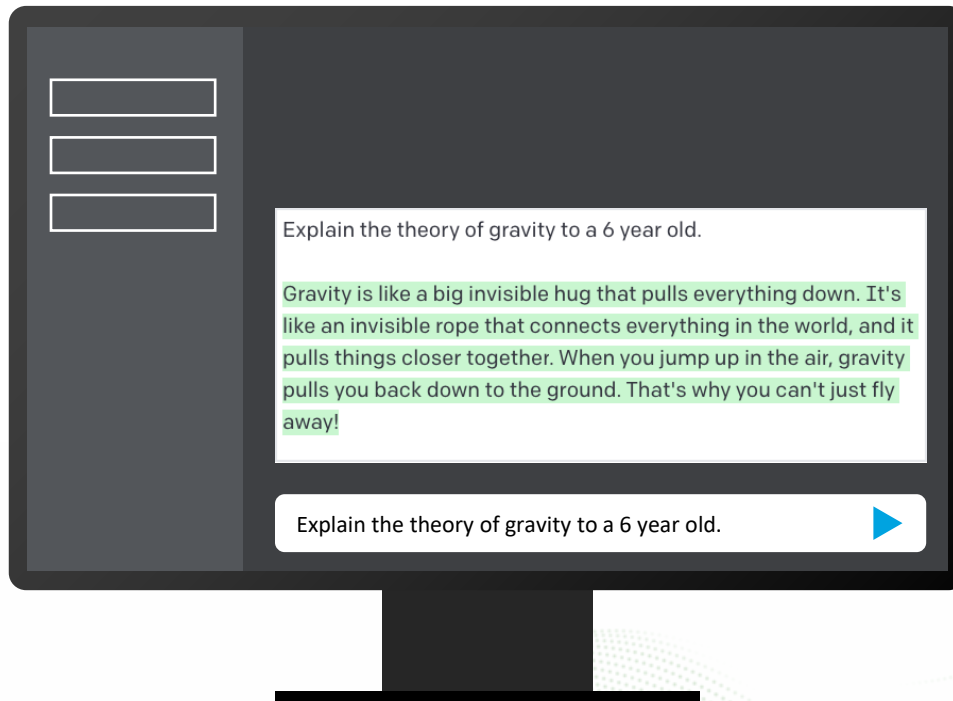 Explain the theory of gravity to a 6 year old.
Gravity is like a big invisible hug that pulls everything down. It's
like an invisible rope that connects everything in the world, and it
pulls things closer together. When you jump up in the air, gravity
pulls you back down to the ground. That's why you can't just fly
away!
Explain the theory of gravity to a 6 year old.